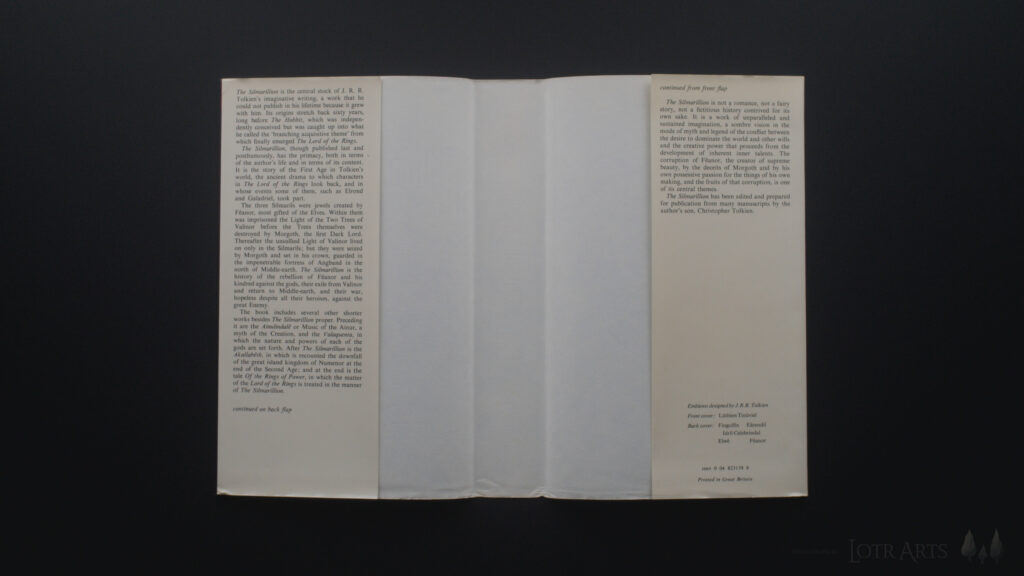 The Silmarillion is the central stock of J. R. R.
Tolkien's imaginative writing, a work that he
could not publish in his lifetime because it grew
with him. Its origins stretch back sixty years,
long before The Hobbit, which was indepen-
dently conceived but was caught up into what
he called the 'branching acquisitive theme' from
which finally emerged The Lord of the Rings.
The Silmarillion, though published last and
posthumously, has the primacy, both in terms
of the author's life and in terms of its content.
It is the story of the First Age in Tolkien's
world, the ancient drama to which characters
in The Lord of the Rings look back, and in
whose events some of them, such as Elrond
and Galadriel, took part.
The three Silmarils were jewels created by
Fëanor, most gifted of the Elves. Within them
was imprisoned the Light of the Two Trees of
Valinor before the Trees themselves were
destroyed by Morgoth, the first Dark Lord.
Thereafter the unsullied Light of Valinor lived
on only in the Silmarils; but they were seized
by Morgoth and set in his crown, guarded in
the impenetrable fortress of Angband in the
north of Middle-earth. The Silmarillion is the
history of the rebellion of Fëanor and his
kindred against the gods, their exile from Valinor
and return to Middle-earth, and their war,
hopeless despite all their heroism, against the
great Enemy.
The book includes several other shorter
works besides The Silmarillion proper. Preceding
it are the Ainulindalë or Music of the Ainur, a
myth of the Creation, and the Valaquenta, in
which the nature and powers of each of the
gods are set forth. After The Silmarillion is the
Akallabêth, in which is recounted the downfall
of the great island kingdom of Númenor at the
end of the Second Age; and at the end is the
tale Of the Rings of Power, in which the matter
of the Lord of the Rings is treated in the manner
of The Silmarillion.
continued on back flap
continued from front flap
The Silmarillion is not a romance, not a fairy
story, not a fictitious history contrived for its
own sake. It is a work of unparalleled and
sustained imagination, a sombre vision in the
mode of myth and legend of the conflict between
the desire to dominate the world and other wills
and the creative power that proceeds from the
development of inherent inner talents. The
corruption of Fëanor, the creator of supreme
beauty, by the deceits of Morgoth and by his
own possessive passion for the things of his own
making, and the fruits of that corruption, is one
of its central themes.
The Silmarillion has been edited and prepared
for publication from many manuscripts by the
author's son, Christopher Tolkien.
Emblems designed by J. R. R. Tolkien
Front cover: Lúthien Tinúviel
Back cover: Fingolfin Eärendil
Idril Celebrindal
Elwë Fëanor
ISBN 0 04 823139 8
Printed in Great Britain
LOTR ARTS